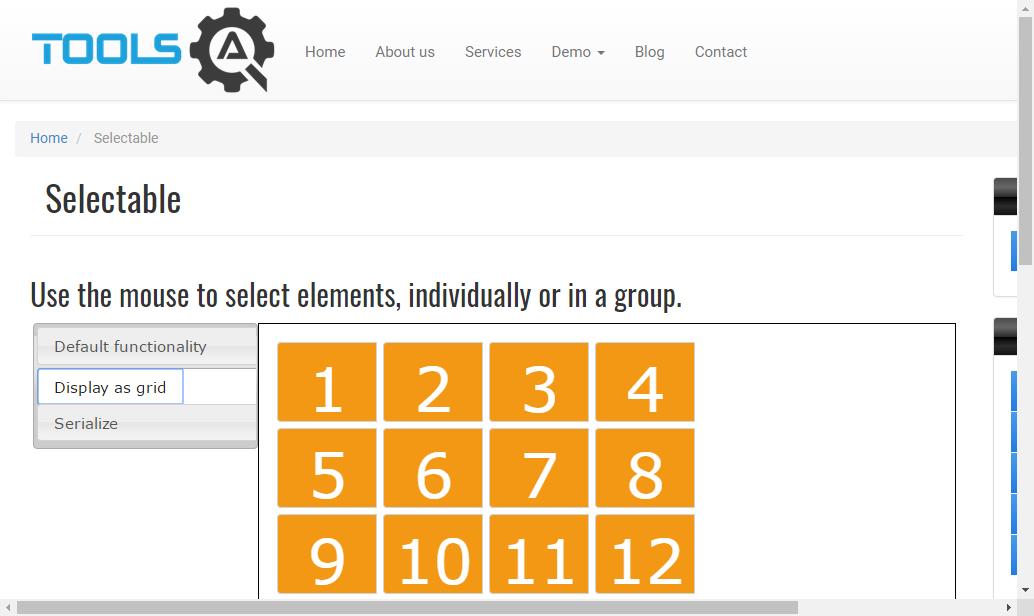 TOOLS
Home About us Services Demo Blog Contact
Home / Selectable
Selectable
Use the mouse to select elements, individually or in a group.
Default functionality
Display as grid
Serialize
1 2 3 4
5 6 7 8
9 10 11 12